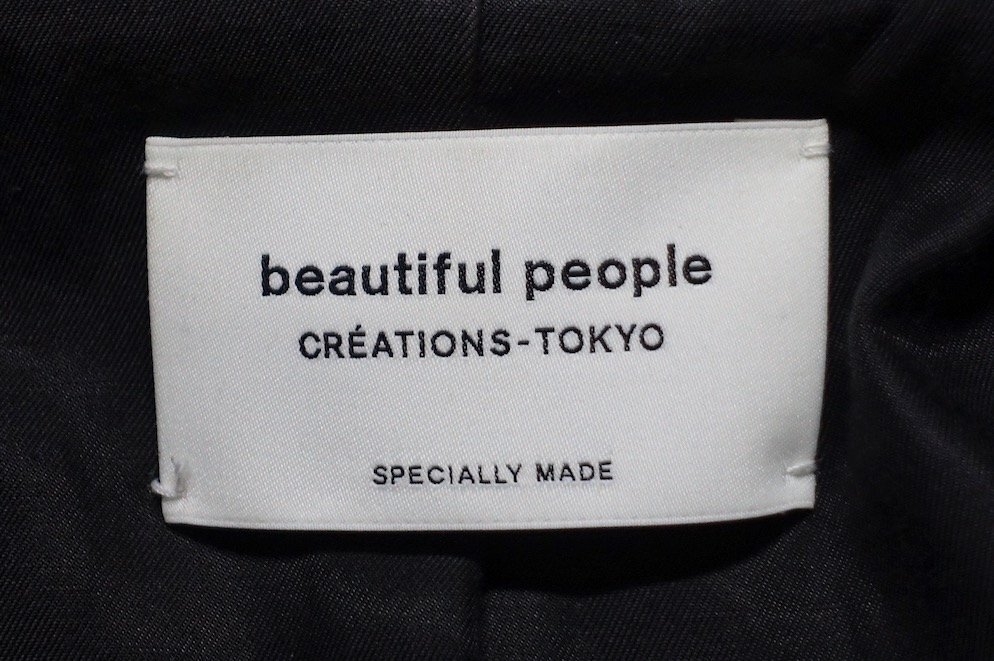 beautiful people
CRÉATIONS-TOKYO
SPECIALLY MADE